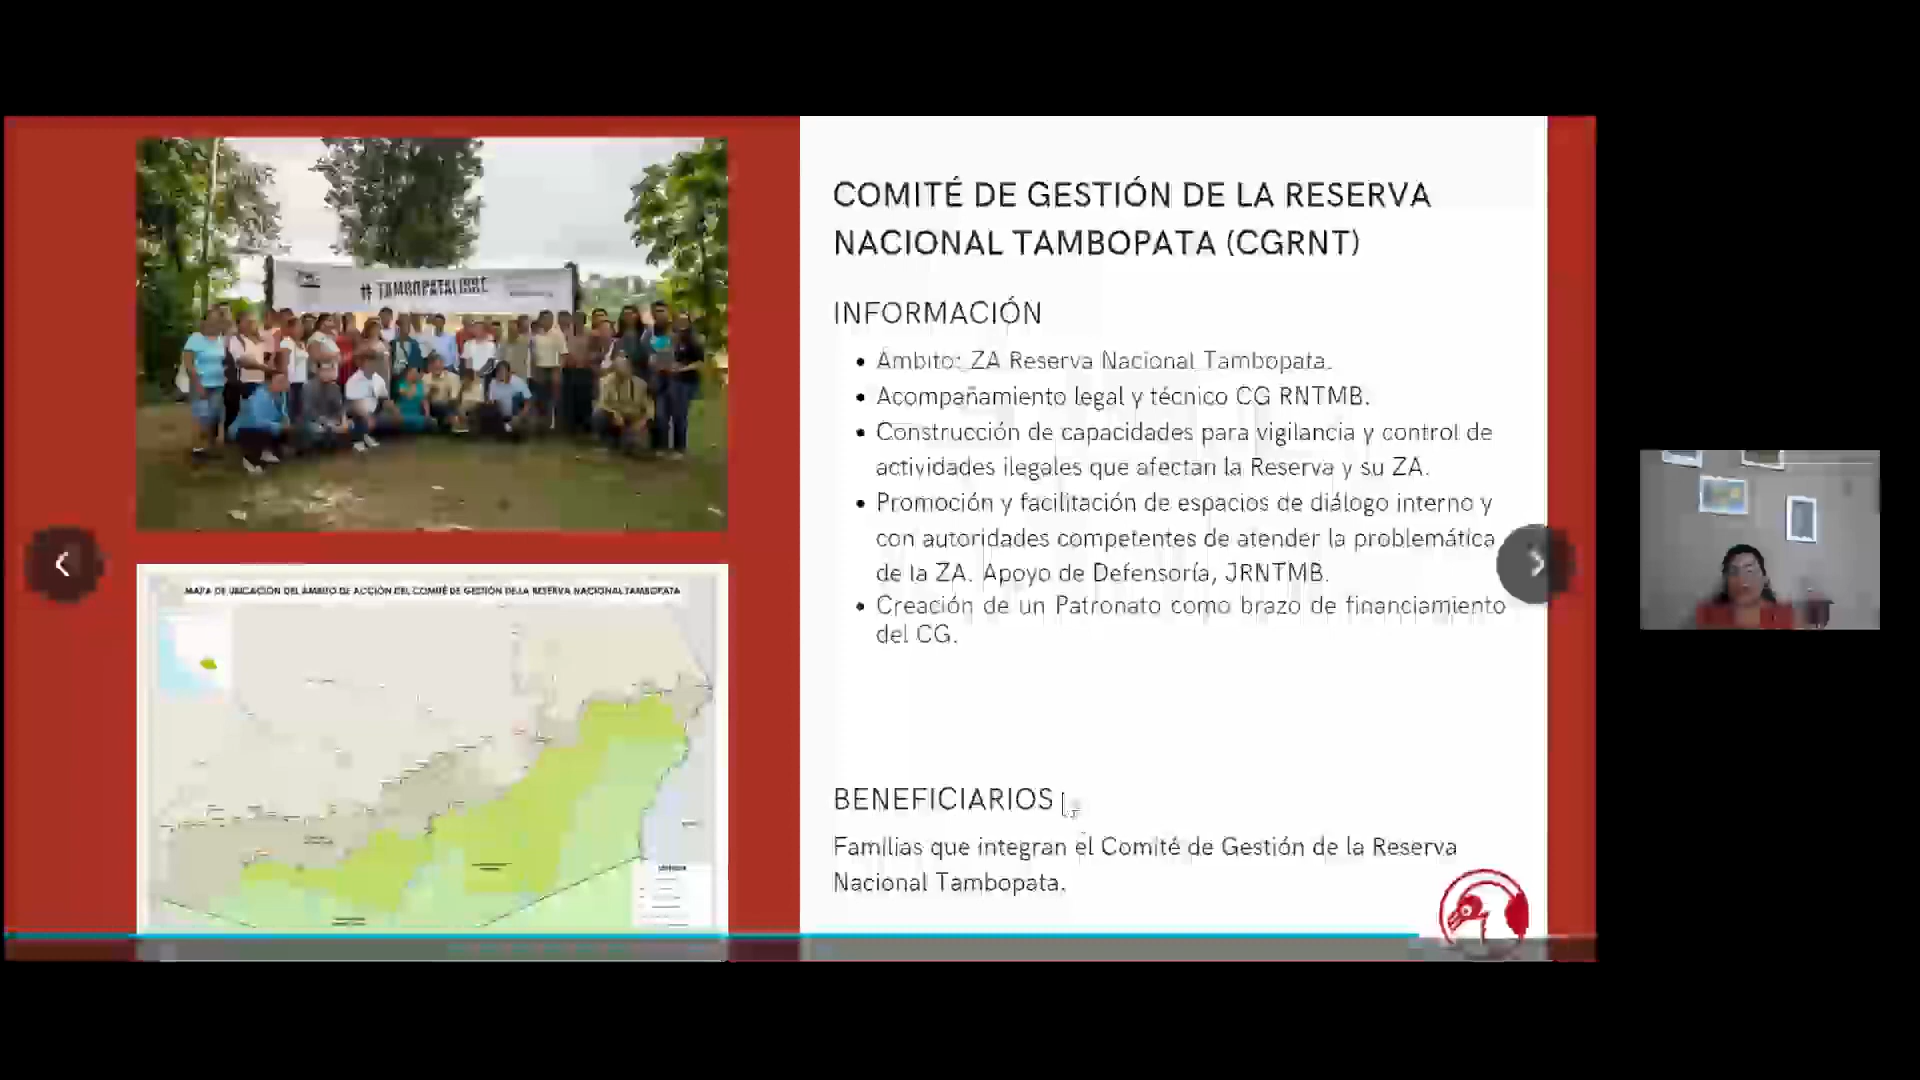 # TAMBOPATALIBRE
MAPA DE UBICACIÓN DEL ÁMBITO DE ACCIÓN DEL COMITÉ DE GESTIÓN DE LA RESERVA NACIONAL TAMBOPATA
COMITÉ DE GESTIÓN DE LA RESERVA
NACIONAL TAMBOPATA (CGRNT)
INFORMACIÓN
• Ámbito: ZA Reserva Nacional Tambopata.
• Acompañamiento legal y técnico CG RNTMB.
• Construcción de capacidades para vigilancia y control de
actividades ilegales que afectan la Reserva y su ZA.
• Promoción y facilitación de espacios de diálogo interno y
con autoridades competentes de atender la problemática
de la ZA. Apoyo de Defensoría, JRNTMB.
• Creación de un Patronato como brazo de financiamiento
del CG.
BENEFICIARIOS
Familias que integran el Comité de Gestión de la Reserva
Nacional Tambopata.